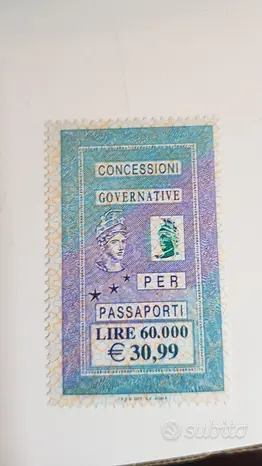 CONCESSIONI
GOVERNATIVE
PER
PASSAPORTI
LIRE 60.000
€ 30,99
subito